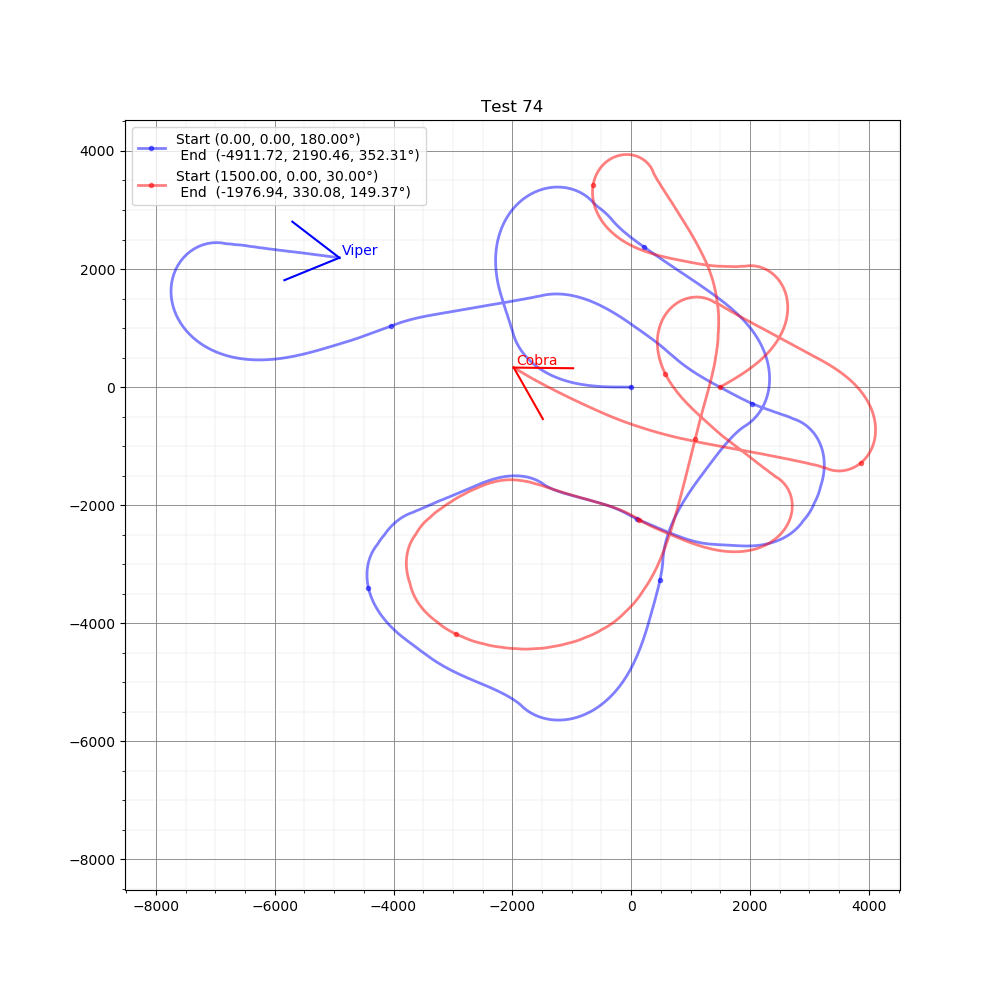 Test 74
Start (0.00, 0.00, 180.00°)
End  (-4911.72, 2190.46, 352.31°)
Start (1500.00, 0.00, 30.00°)
End  (-1976.94, 330.08, 149.37°)
Viper
Cobra
4000
2000
0
−2000
−4000
−6000
−8000
−8000 −6000 −4000 −2000 0 2000 4000